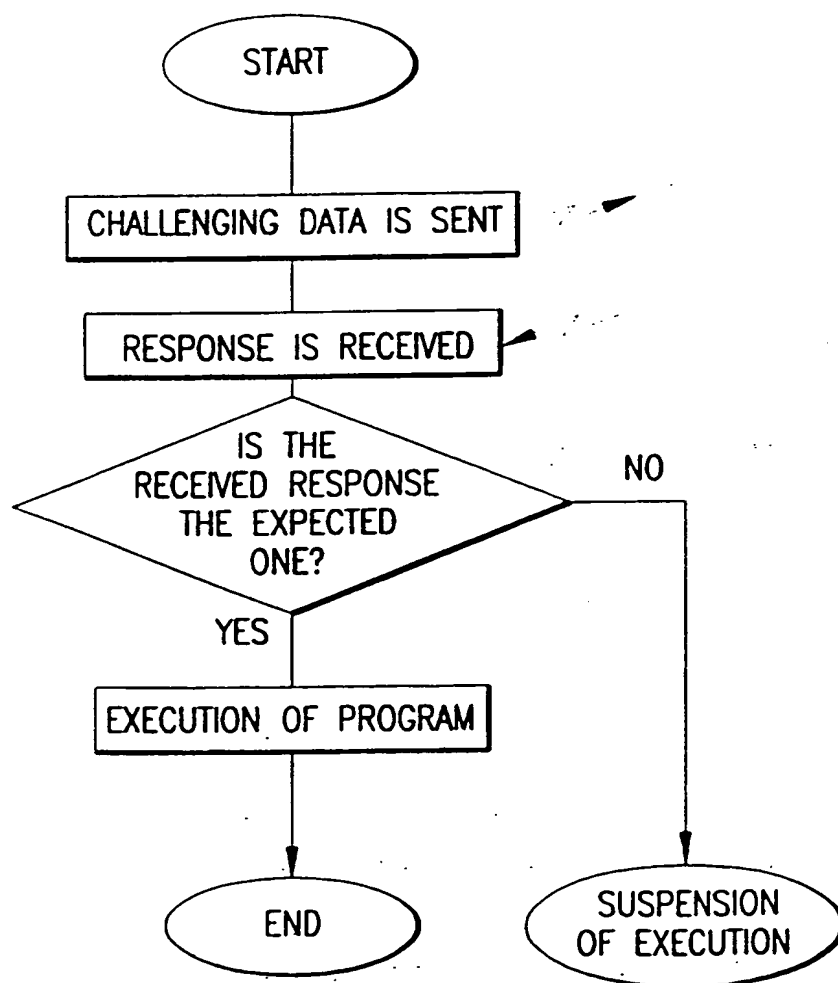 START
CHALLENGING DATA IS SENT
RESPONSE IS RECEIVED
IS THE
RECEIVED RESPONSE
THE EXPECTED
ONE?
NO
YES
EXECUTION OF PROGRAM
END
SUSPENSION
OF EXECUTION